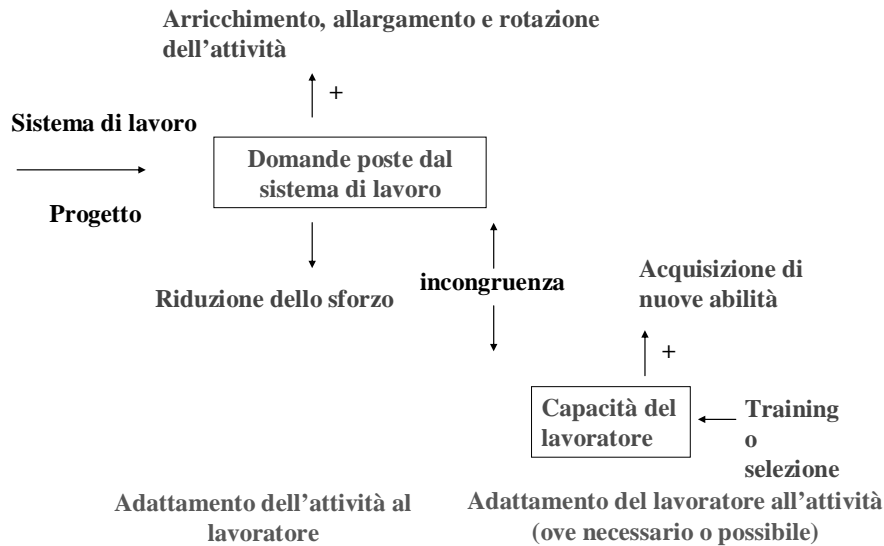 Arricchimento, allargamento e rotazione
dell'attività
+
Sistema di lavoro
Domande poste dal
sistema di lavoro
Progetto
Riduzione dello sforzo
incongruenza
Acquisizione di
nuove abilità
+
Capacità del
lavoratore
Training
o
selezione
Adattamento dell'attività al
lavoratore
Adattamento del lavoratore all'attività
(ove necessario o possibile)